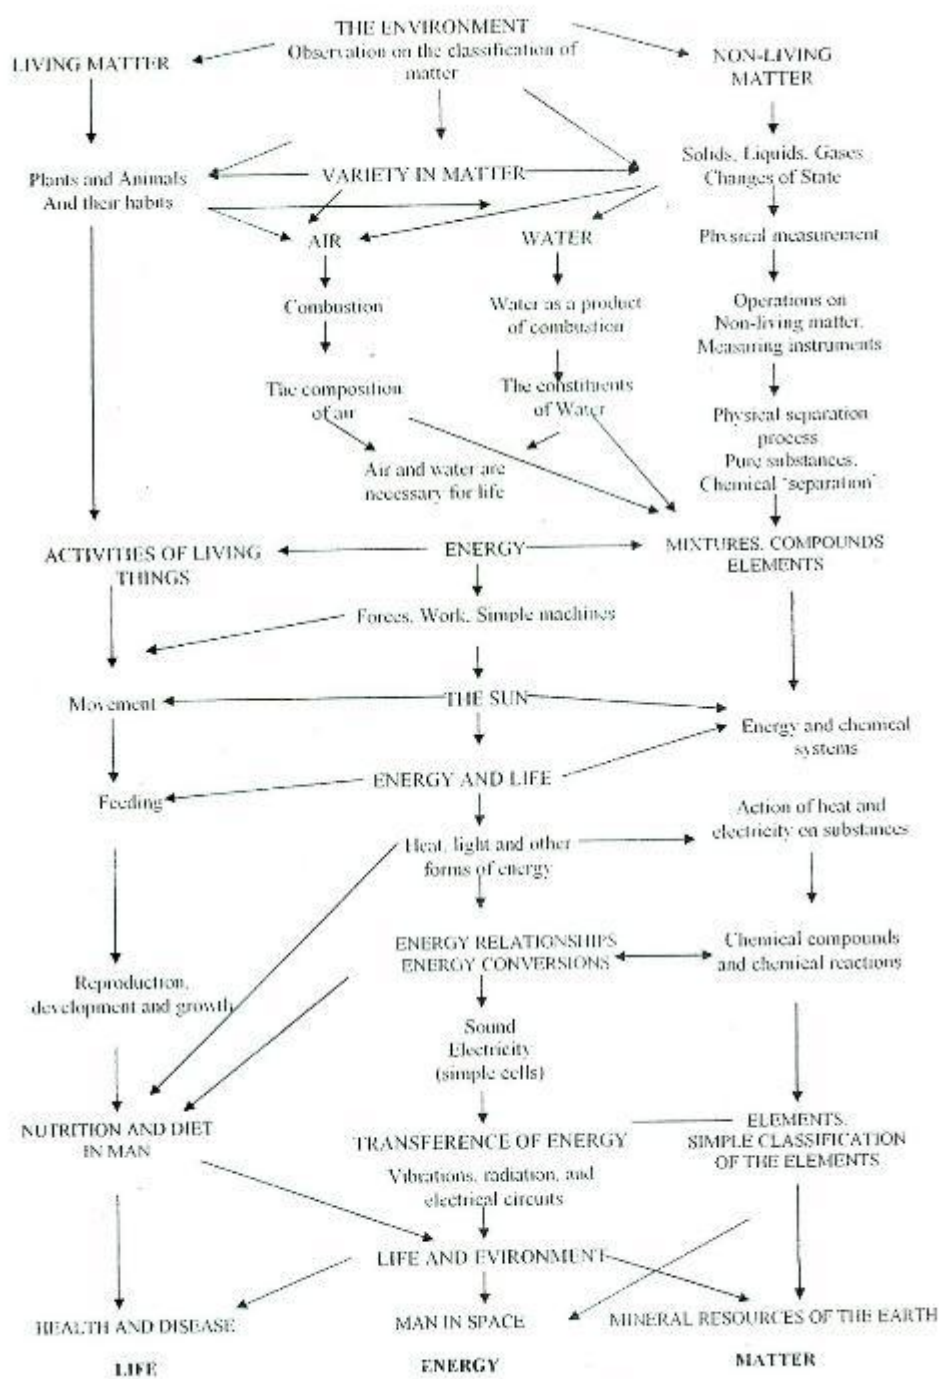 THE ENVIRONMENT
Observation on the classification of
matter
LIVING MATTER
NON-LIVING
MATTER
Plants and Animals
And their habits
VARIETY IN MATTER
Solids, Liquids, Gases
Changes of State
AIR
WATER
Physical measurement
Combustion
Water as a product
of combustion
Operations on
Non-living matter.
Measuring instruments
The composition
of air
The constituents
of Water
Physical separation
process
Pure substances.
Chemical 'separation'
Air and water are
necessary for life
ACTIVITIES OF LIVING
THINGS
ENERGY
MIXTURES, COMPOUNDS
ELEMENTS
Forces, Work, Simple machines
Movement
THE SUN
Energy and chemical
systems
Feeding
ENERGY AND LIFE
Action of heat and
electricity on substances
Heat, light and other
forms of energy
Reproduction,
development and growth
ENERGY RELATIONSHIPS
ENERGY CONVERSIONS
Chemical compounds
and chemical reactions
Sound
Electricity
(simple cells)
NUTRITION AND DIET
IN MAN
TRANSFERENCE OF ENERGY
Vibrations, radiation, and
electrical circuits
ELEMENTS.
SIMPLE CLASSIFICATION
OF THE ELEMENTS
LIFE AND EVIRONMENT
HEALTH AND DISEASE
MAN IN SPACE
MINERAL RESOURCES OF THE EARTH
LIFE
ENERGY
MATTER